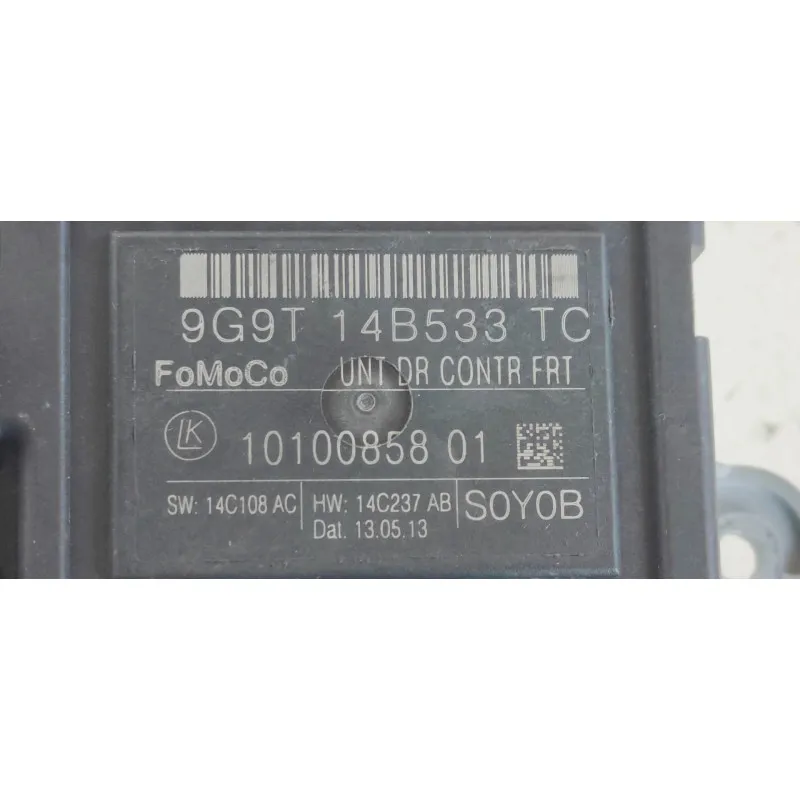 9G9T 14B533 TC
FoMoCo UNT DR CONTR FRT
LK 10100858 01
SW: 14C108 AC HW: 14C237 AB S0Y0B
Dat. 13.05.13